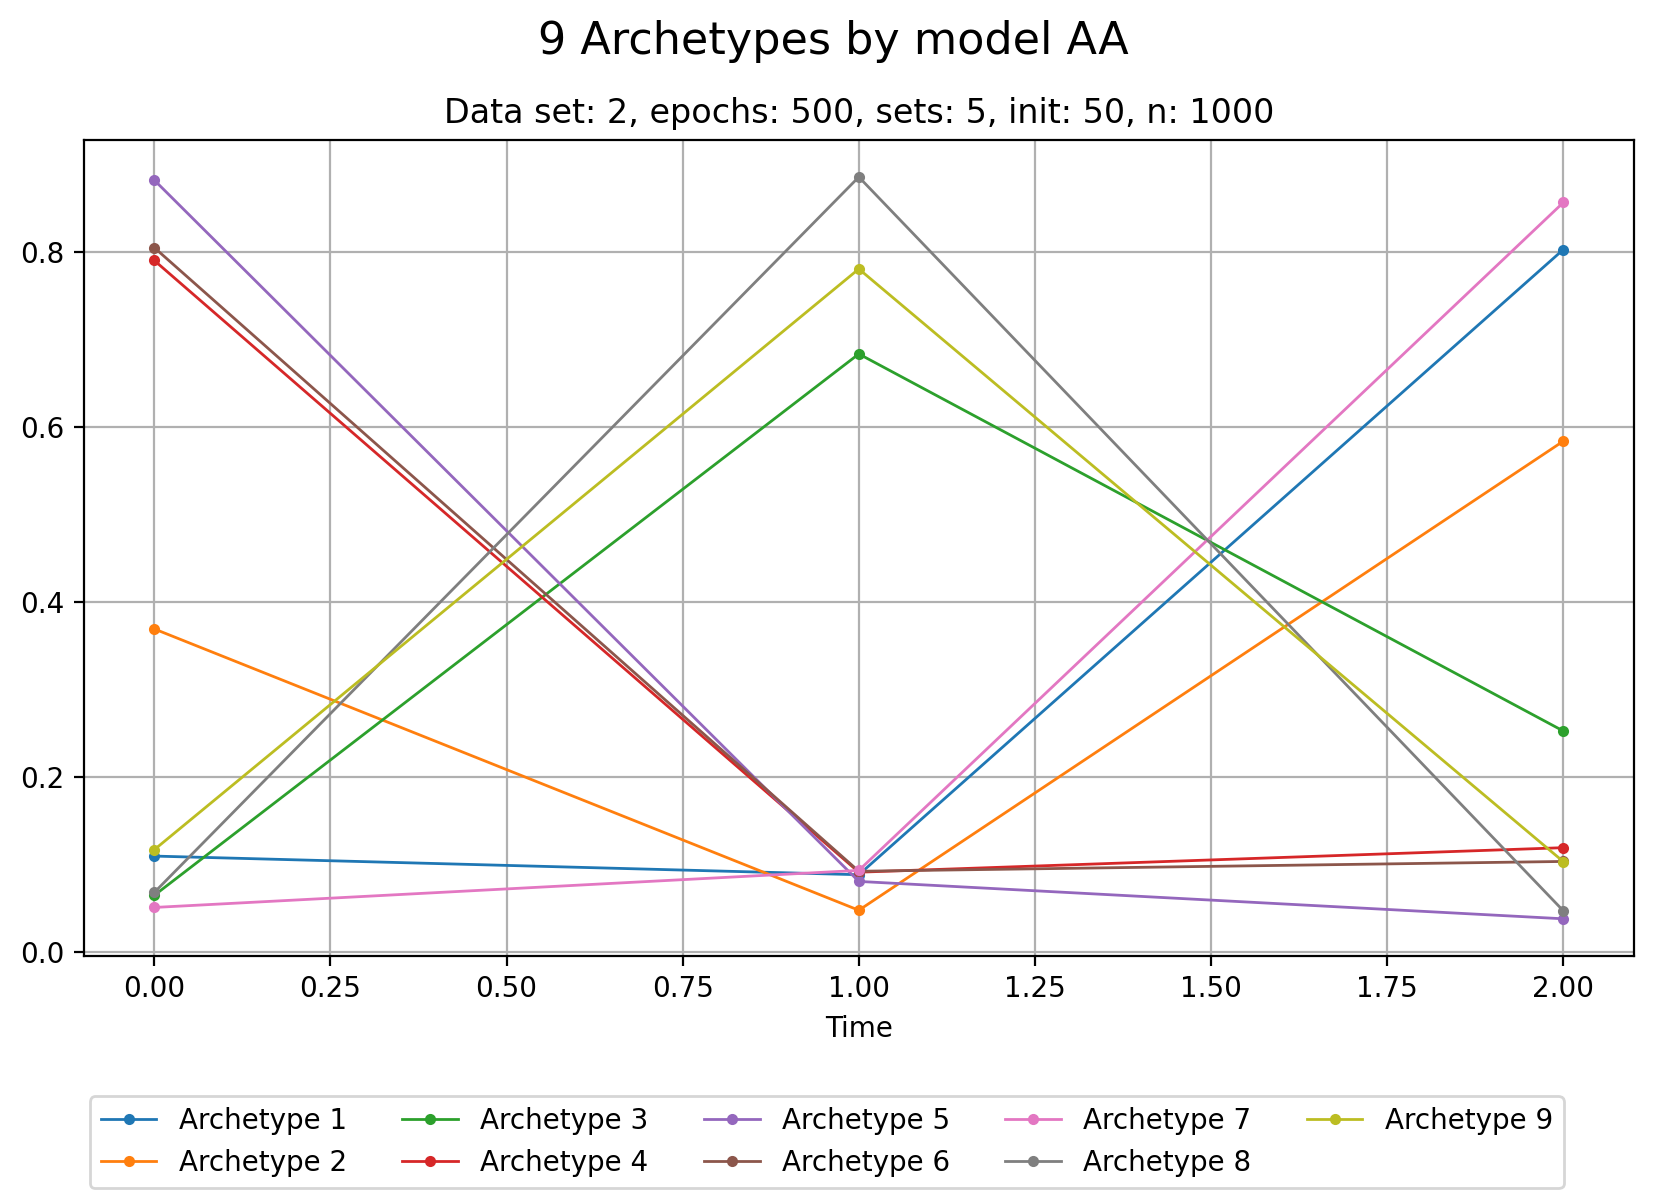 9 Archetypes by model AA
Data set: 2, epochs: 500, sets: 5, init: 50, n: 1000
0.8
0.6
0.4
0.2
0.0
0.00 0.25 0.50 0.75 1.00 1.25 1.50 1.75 2.00
Time
Archetype 1 Archetype 3 Archetype 5 Archetype 7 Archetype 9
Archetype 2 Archetype 4 Archetype 6 Archetype 8